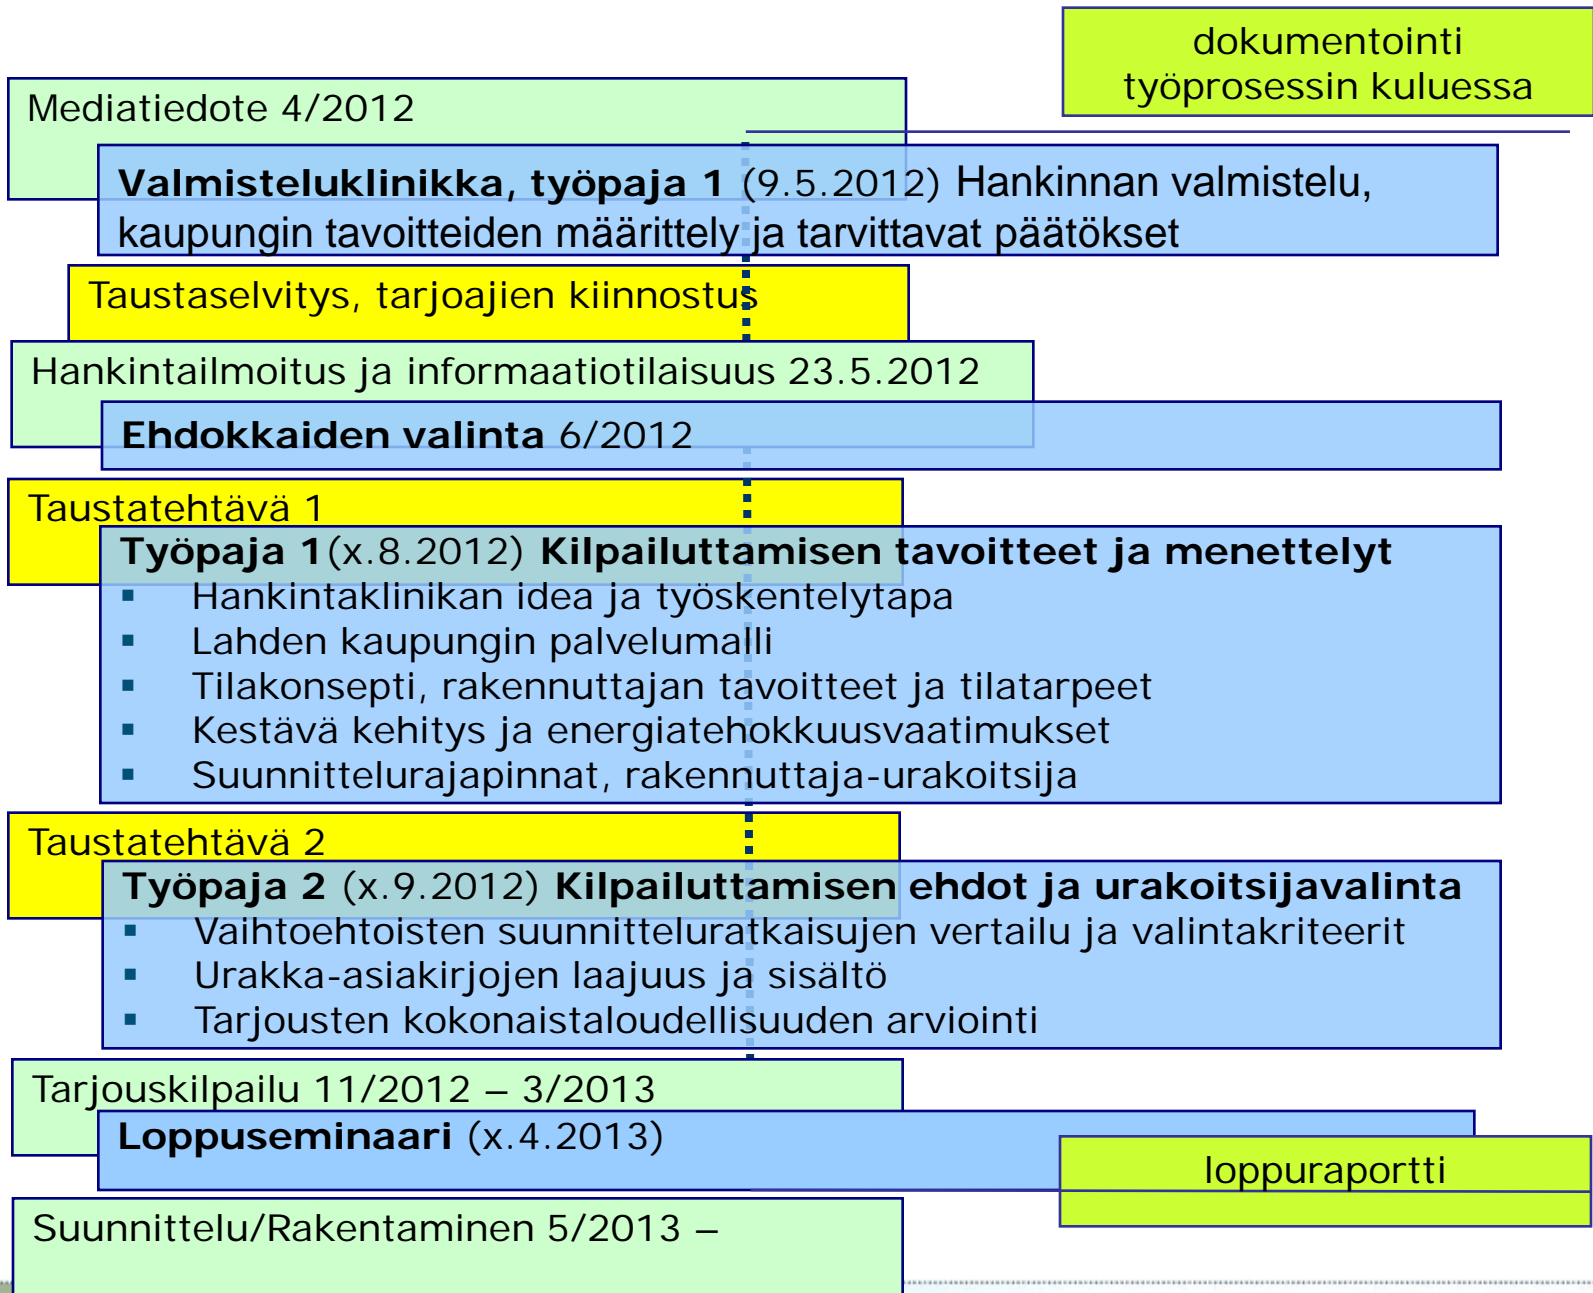 dokumentointi
työprosessin kuluessa
Mediatiedote 4/2012
Valmisteluklinikka, työpaja 1 (9.5.2012) Hankinnan valmistelu,
kaupungin tavoitteiden määrittely ja tarvittavat päätökset
Taustaselvitys, tarjoajien kiinnostus
Hankintailmoitus ja informaatiotilaisuus 23.5.2012
Ehdokkaiden valinta 6/2012
Taustatehtävä 1
Työpaja 1(x.8.2012) Kilpailuttamisen tavoitteet ja menettelyt
▪ Hankintaklinikan idea ja työskentelytapa
▪ Lahden kaupungin palvelumalli
▪ Tilakonsepti, rakennuttajan tavoitteet ja tilatarpeet
▪ Kestävä kehitys ja energiatehokkuusvaatimukset
▪ Suunnittelurajapinnat, rakennuttaja-urakoitsija
Taustatehtävä 2
Työpaja 2 (x.9.2012) Kilpailuttamisen ehdot ja urakoitsijavalinta
▪ Vaihtoehtoisten suunnitteluratkaisujen vertailu ja valintakriteerit
▪ Urakka-asiakirjojen laajuus ja sisältö
▪ Tarjousten kokonaistaloudellisuuden arviointi
Tarjouskilpailu 11/2012 – 3/2013
Loppuseminaari (x.4.2013)
loppuraportti
Suunnittelu/Rakentaminen 5/2013 –